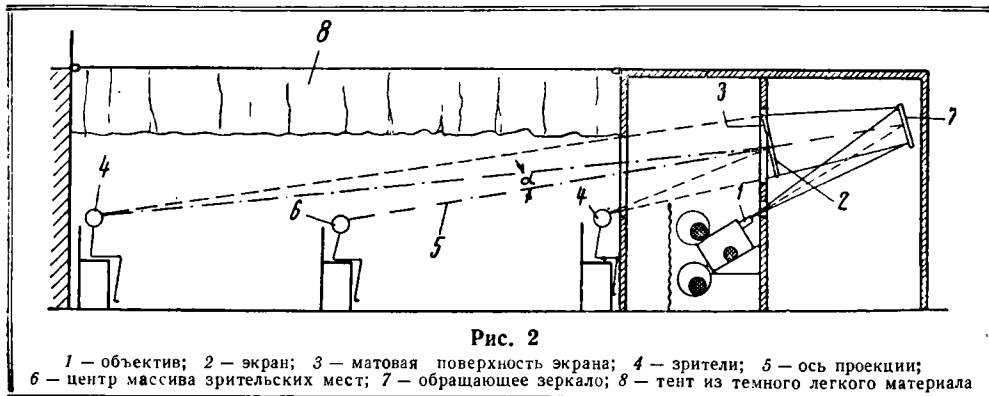 8
3
7
4
α
6
4
1
5
2
Рис. 2
1 — объектив; 2 — экран; 3 — матовая поверхность экрана; 4 — зрители; 5 — ось проекции;
6 — центр массива зрительских мест; 7 — обращающее зеркало; 8 — тент из темного легкого материала